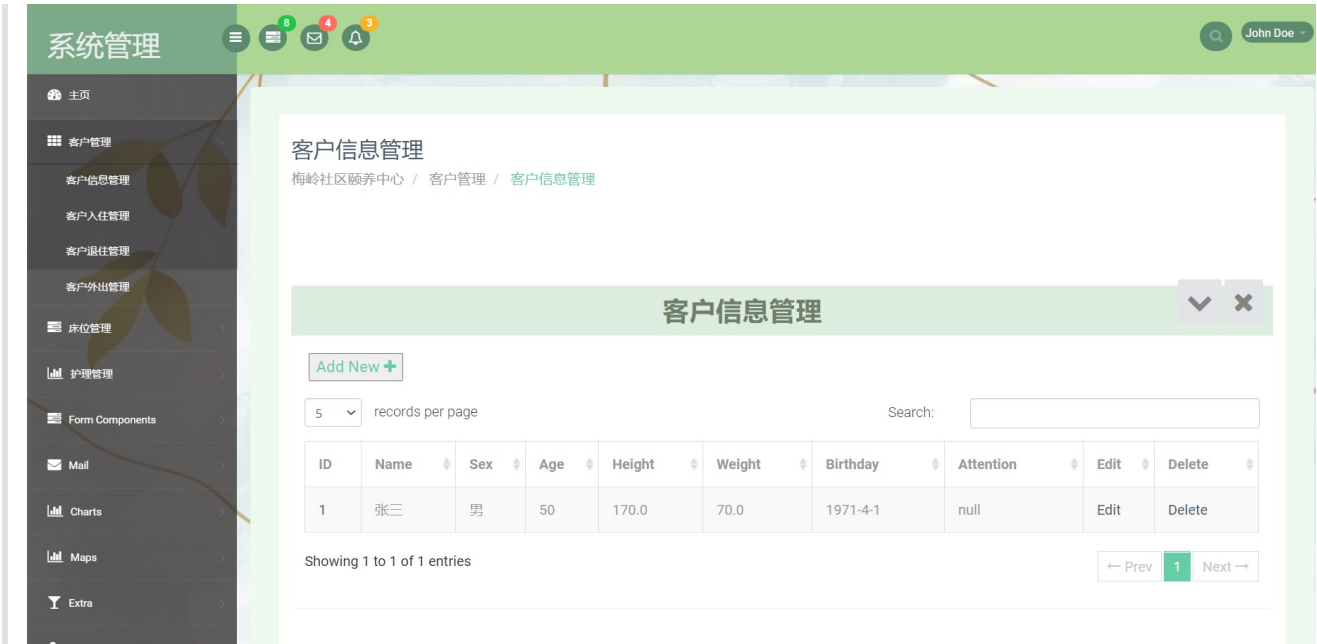 系统管理
8
4
3
John Doe
主页
客户管理
客户信息管理
客户入住管理
客户退住管理
客户外出管理
床位管理
护理管理
Form Components
Mail
Charts
Maps
Extra
客户信息管理
梅岭社区颐养中心 / 客户管理 / 客户信息管理
客户信息管理
Add New
5 records per page Search:
ID Name Sex Age Height Weight Birthday Attention Edit Delete
1 张三 男 50 170.0 70.0 1971-4-1 null Edit Delete
Showing 1 to 1 of 1 entries
← Prev 1 Next →